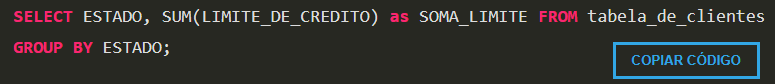 SELECT ESTADO, SUM(LIMITE_DE_CREDITO) as SOMA_LIMITE FROM tabela_de_clientes
GROUP BY ESTADO;
COPIAR CÓDIGO